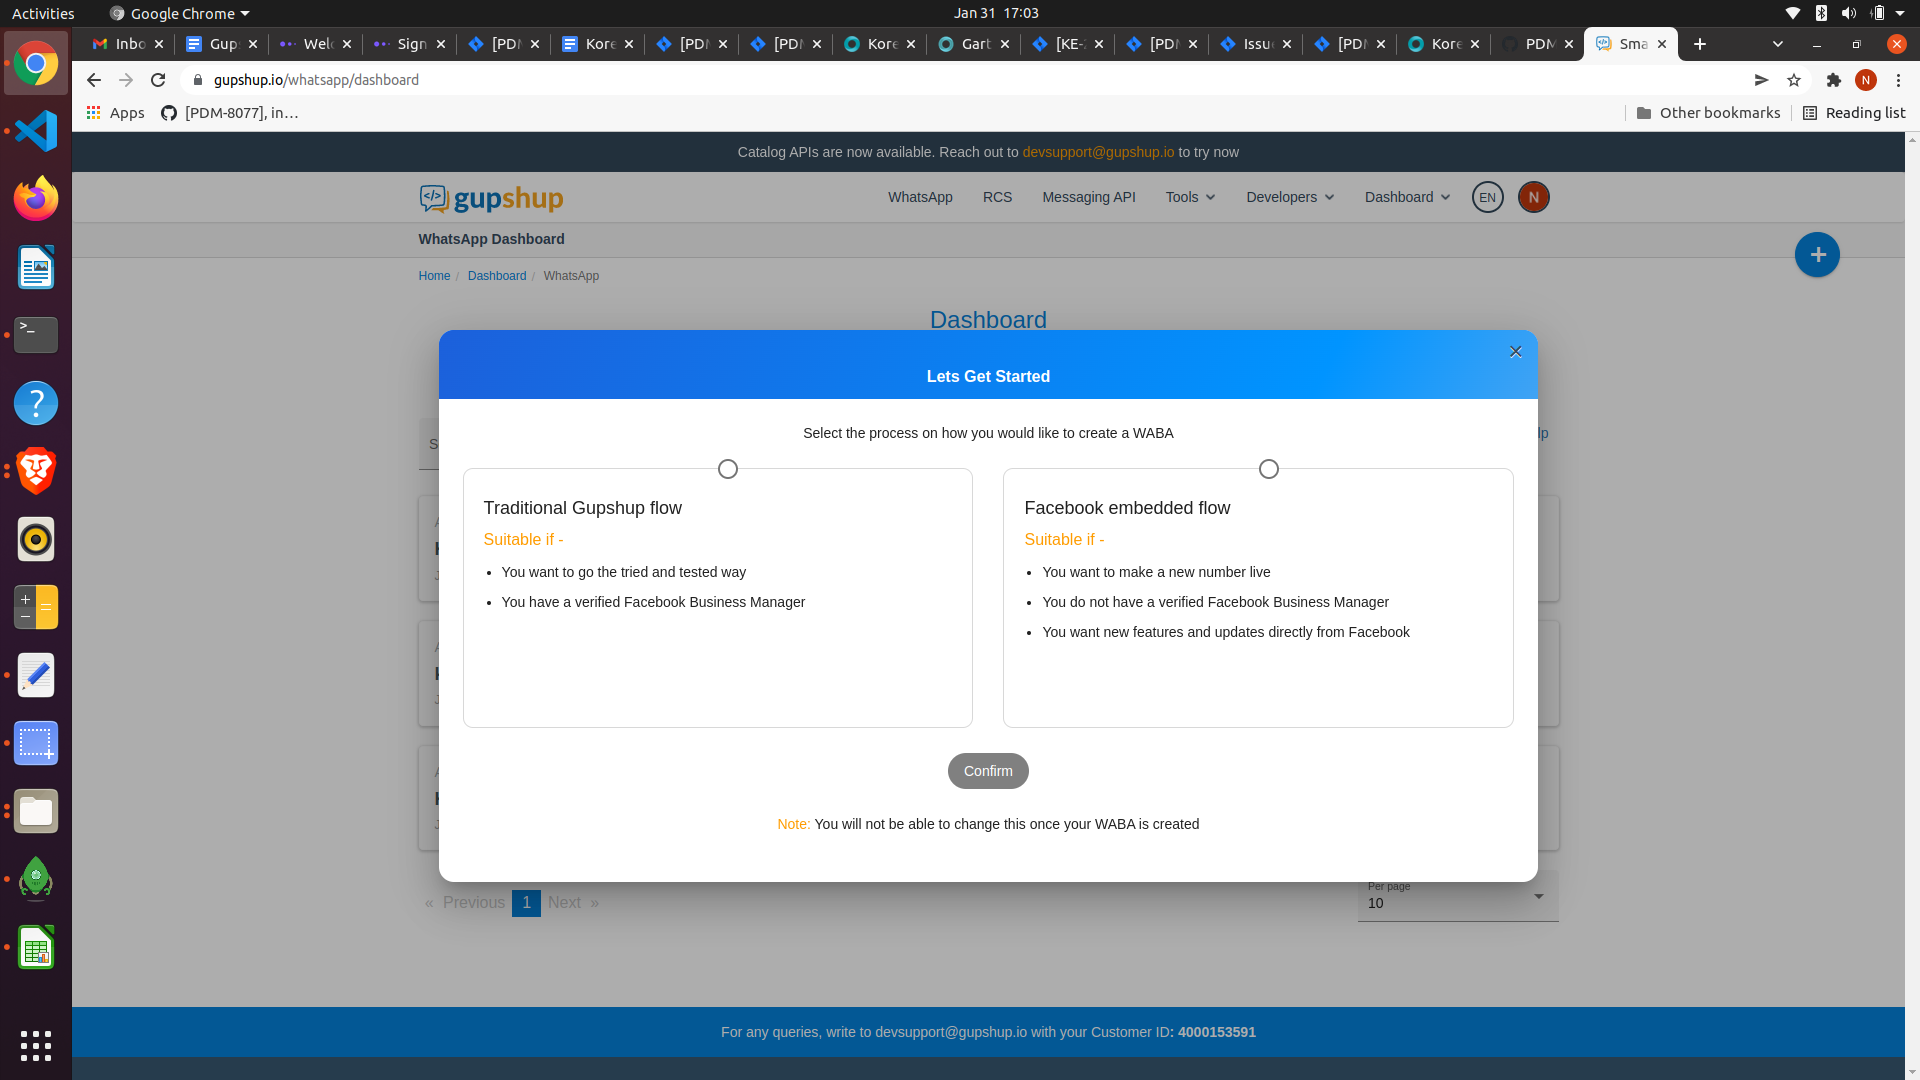 Activities
Google Chrome
Jan 31 17:03
Inbo
Gup
Welc
Sign
[PDM
Kore
[PDM
[PDM
Kore
Gart
[KE-2
[PDM
Issue
[PDM
Kore
PDM
Sma
gupshup.io/whatsapp/dashboard
N
Apps
[PDM-8077], in...
Other bookmarks
Reading list
Catalog APIs are now available. Reach out to devsupport@gupshup.io to try now
gupshup
WhatsApp
RCS
Messaging API
Tools
Developers
Dashboard
EN
N
WhatsApp Dashboard
Home / Dashboard / WhatsApp
Dashboard
Lets Get Started
Select the process on how you would like to create a WABA
Traditional Gupshup flow
Suitable if -
• You want to go the tried and tested way
• You have a verified Facebook Business Manager
Facebook embedded flow
Suitable if -
• You want to make a new number live
• You do not have a verified Facebook Business Manager
• You want new features and updates directly from Facebook
Confirm
Note: You will not be able to change this once your WABA is created
« Previous 1 Next »
Per page
10
For any queries, write to devsupport@gupshup.io with your Customer ID: 4000153591